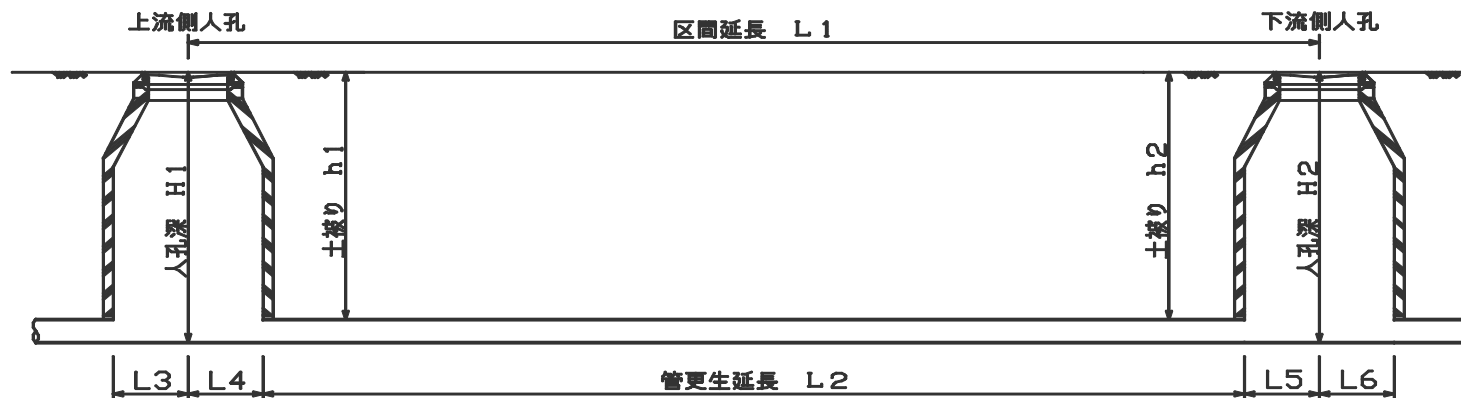 上流側人孔
区間延長 L1
下流側人孔
人孔深 H1
土被り h1
土被り h2
人孔深 H2
L3
L4
管更生延長 L2
L5
L6